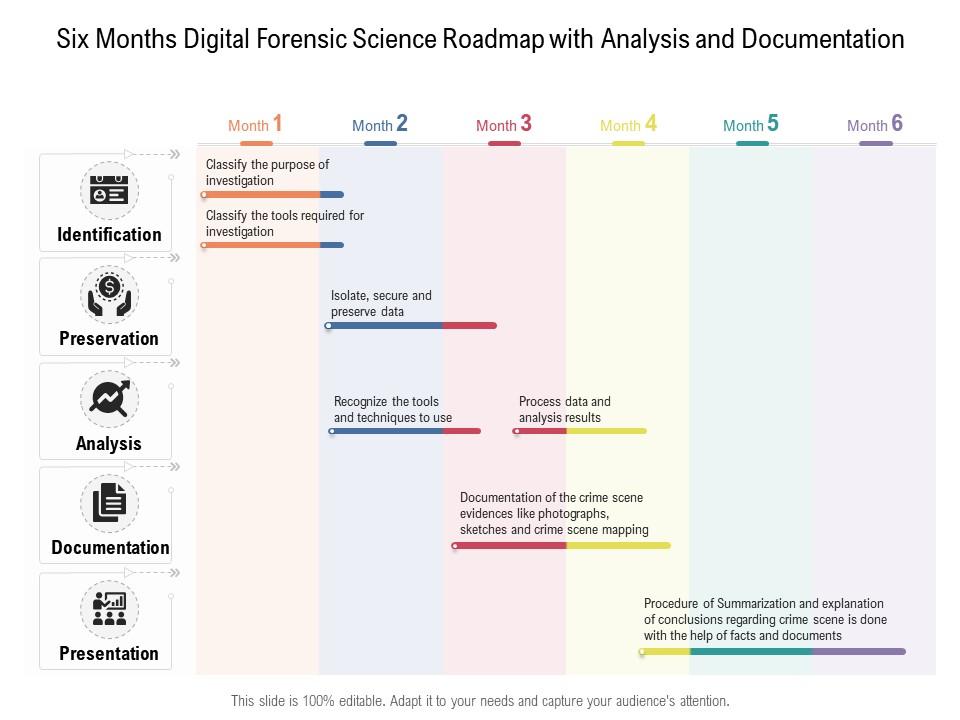 Six Months Digital Forensic Science Roadmap with Analysis and Documentation
Month 1
Month 2
Month 3
Month 4
Month 5
Month 6
Identification
Classify the purpose of
investigation
Classify the tools required for
investigation
Preservation
Isolate, secure and
preserve data
Analysis
Recognize the tools
and techniques to use
Process data and
analysis results
Documentation
Documentation of the crime scene
evidences like photographs,
sketches and crime scene mapping
Presentation
Procedure of Summarization and explanation
of conclusions regarding crime scene is done
with the help of facts and documents
This slide is 100% editable. Adapt it to your needs and capture your audience's attention.